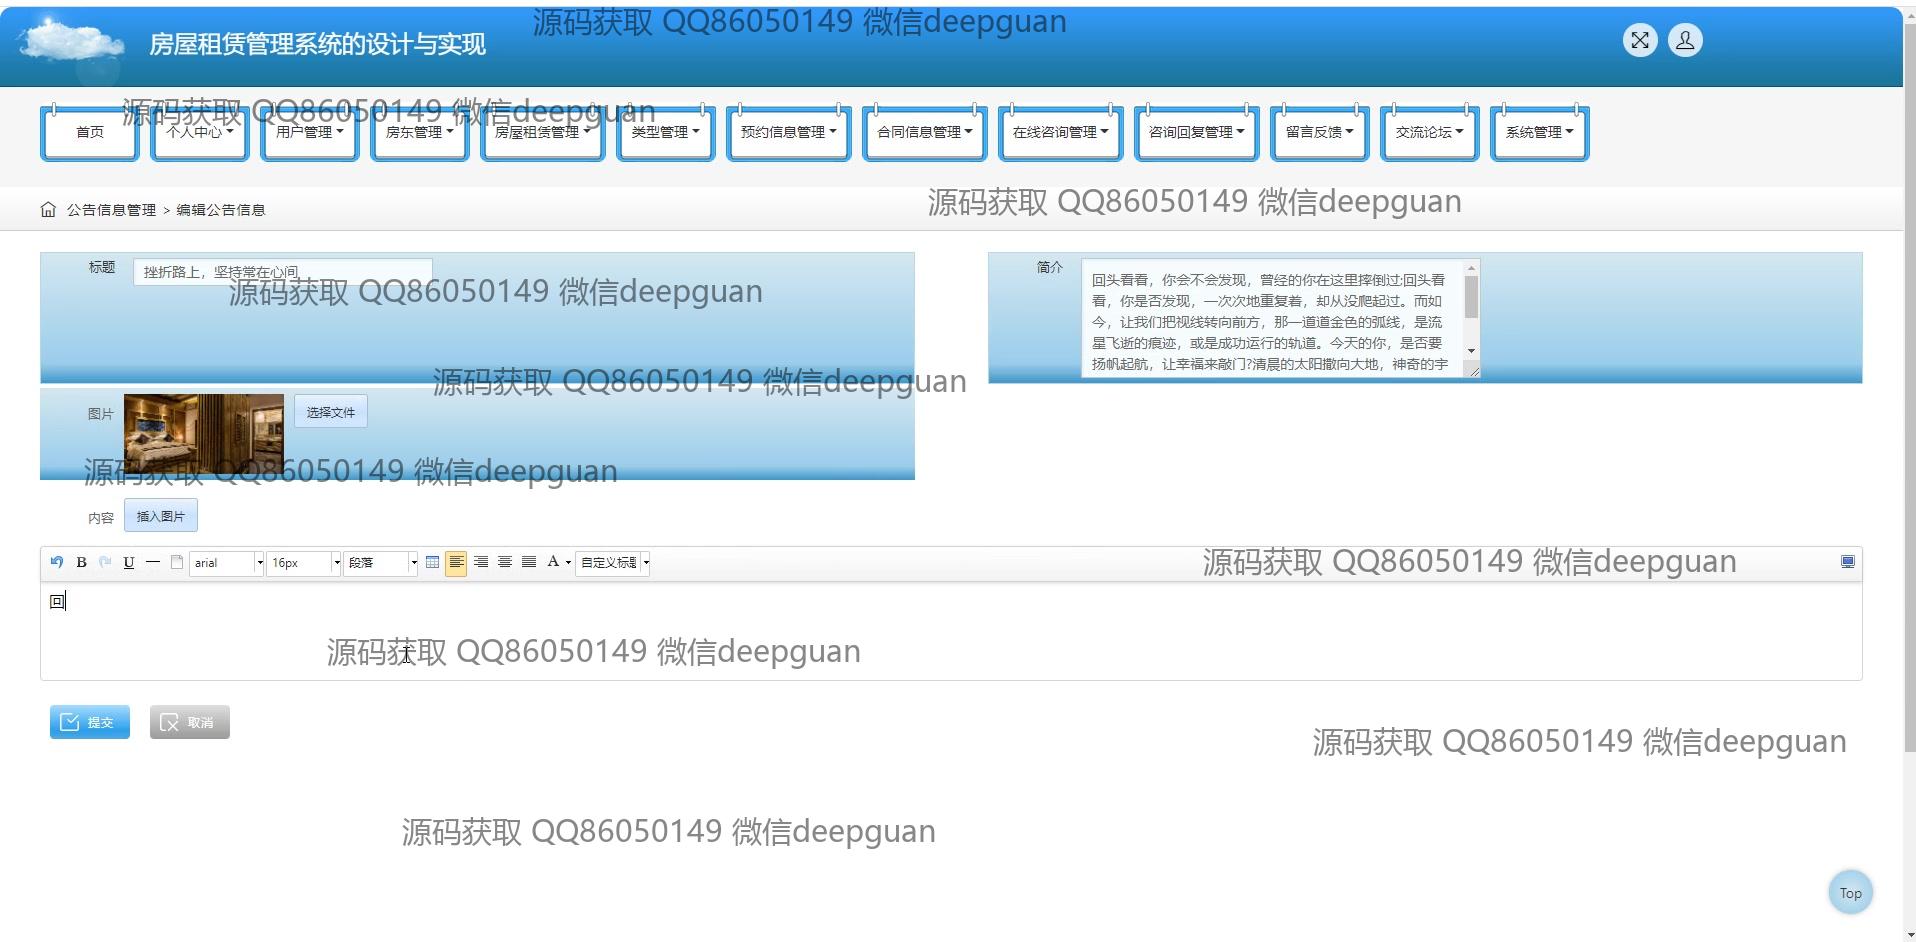 源码获取 QQ86050149 微信deepguan
房屋租赁管理系统的设计与实现
源码获取 QQ86050149 微信deepguan
首页 个人中心 用户管理 房东管理 房屋租赁管理 类型管理 预约信息管理 合同信息管理 在线咨询管理 咨询回复管理 留言反馈 交流论坛 系统管理
源码获取 QQ86050149 微信deepguan
公告信息管理 > 编辑公告信息
标题 挫折路上，坚持常在心间
简介
回头看看，你会不会发现，曾经的你在这里摔倒过;回头看
看，你是否发现，一次次地重复着，却从没爬起过。而如
今，让我们把视线转向前方，那一道道金色的弧线，是流
星飞逝的痕迹，或是成功运行的轨道。今天的你，是否要
扬帆起航，让幸福来敲门?清晨的太阳撒向大地，神奇的宇
源码获取 QQ86050149 微信deepguan
源码获取 QQ86050149 微信deepguan
图片 选择文件
源码获取 QQ86050149 微信deepguan
内容 插入图片
B U arial 16px 段落 A 自定义标题
源码获取 QQ86050149 微信deepguan
回
源码获取 QQ86050149 微信deepguan
提交 取消
源码获取 QQ86050149 微信deepguan
源码获取 QQ86050149 微信deepguan
Top